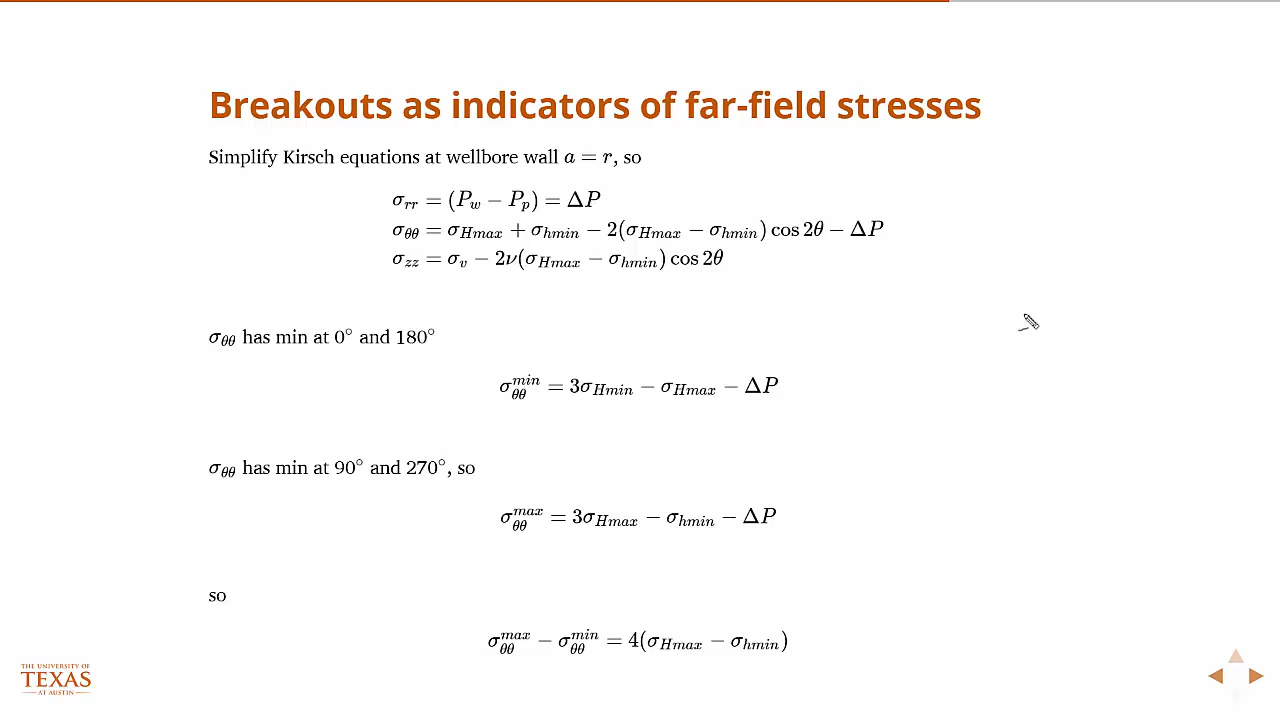 Breakouts as indicators of far-field stresses
Simplify Kirsch equations at wellbore wall a = r, so
σ_rr = (P_w − P_p) = ΔP
σ_θθ = σ_Hmax + σ_hmin − 2(σ_Hmax − σ_hmin) cos 2θ − ΔP
σ_zz = σ_v − 2ν(σ_Hmax − σ_hmin) cos 2θ
σ_θθ has min at 0° and 180°
σ_θθ^min = 3σ_Hmin − σ_Hmax − ΔP
σ_θθ has min at 90° and 270°, so
σ_θθ^max = 3σ_Hmax − σ_hmin − ΔP
so
σ_θθ^max − σ_θθ^min = 4(σ_Hmax − σ_hmin)
THE UNIVERSITY OF
TEXAS
AT AUSTIN